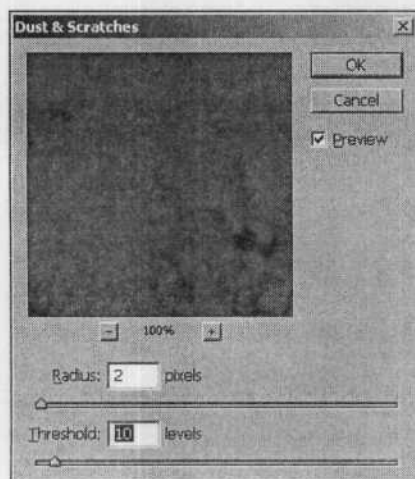 Dust & Scratches
OK
Cancel
Preview
100%
Radius: 2 pixels
Threshold: 10 levels